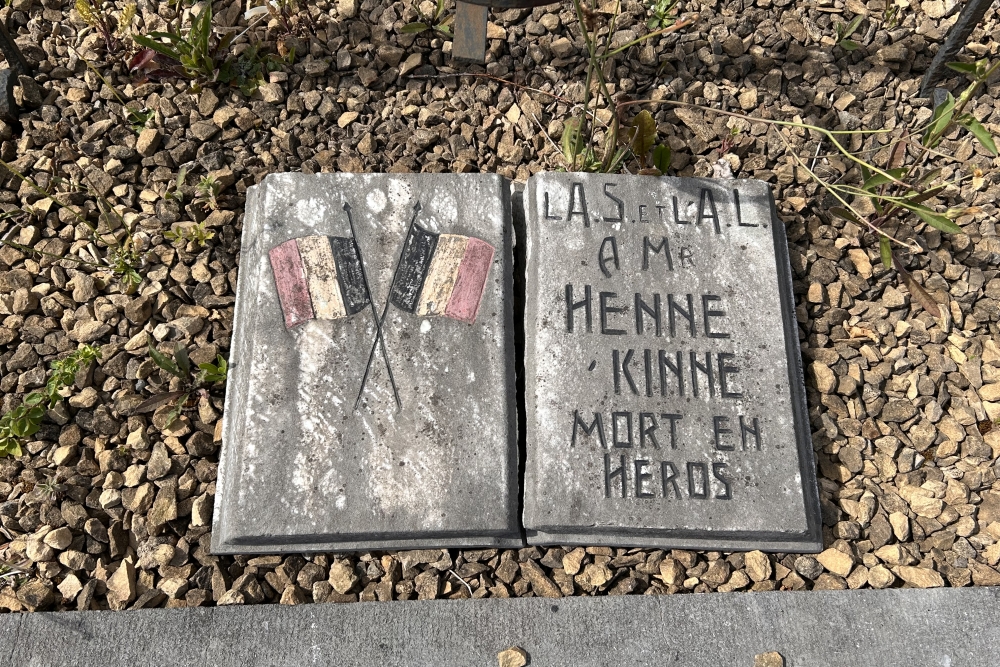 L'A.S. ET L'A.L.
A MR
HENNE
KINNE
MORT EN
HEROS